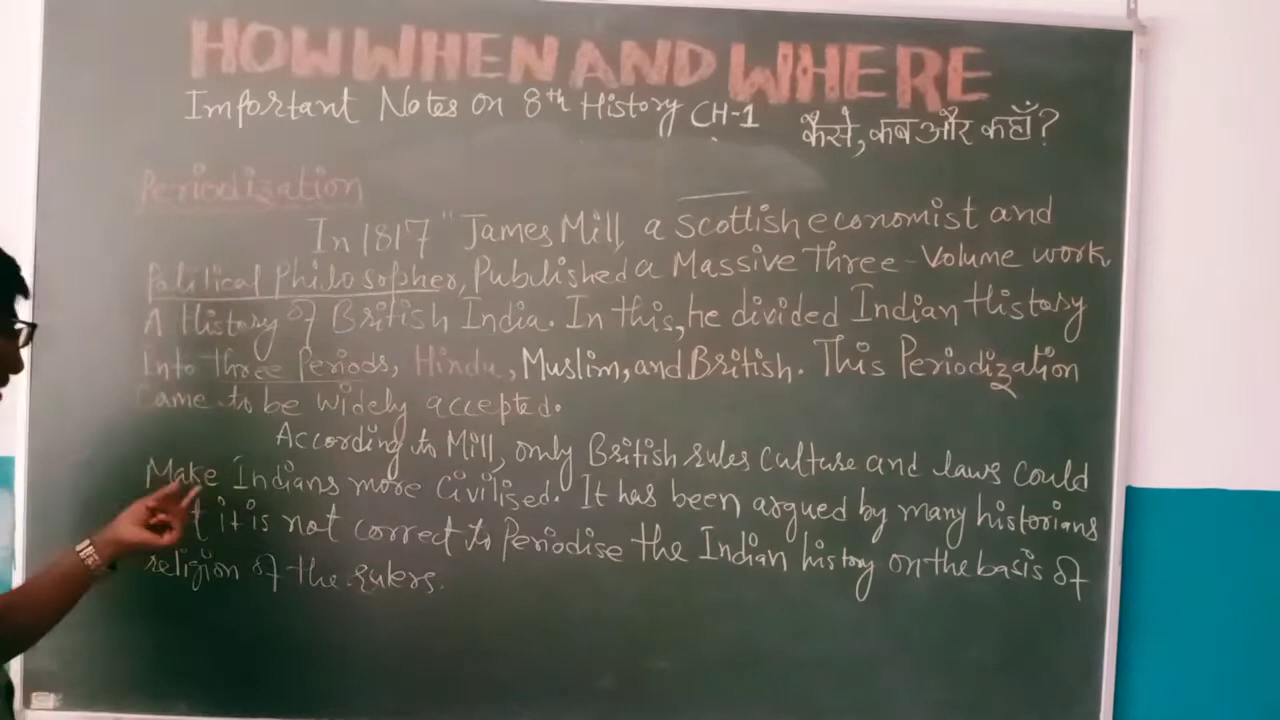 HOW WHEN AND WHERE
Important Notes on 8th History CH-1 कैसे, कब और कहाँ?
Periodization
In 1817 " James Mill, a Scottish economist and
Political Philosopher, Published a Massive Three-Volume work,
A History of British India. In this, he divided Indian History
Into three Periods, Hindu, Muslim, and British. This Periodization
Came to be widely accepted.
According to Mill, only British rules culture and laws could
Make Indians more Civilised. It has been argued by many historians
it is not correct to Periodise the Indian history on the basis of
religion of the rulers.